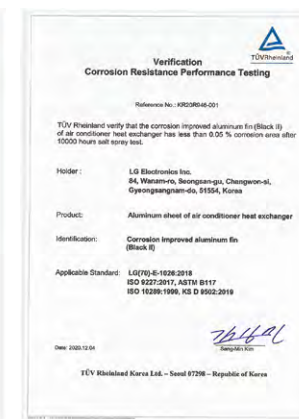 TÜVRheinland
Verification
Corrosion Resistance Performance Testing
Reference No.: KR20R046-001
TÜV Rheinland verify that the corrosion improved aluminum fin (Black II)
of air conditioner heat exchanger has less than 0.05 % corrosion area after
10000 hours salt spray test.
Holder : LG Electronics Inc.
84, Wanam-ro, Seongsan-gu, Changwon-si,
Gyeongsangnam-do, 51554, Korea
Product: Aluminum sheet of air conditioner heat exchanger
Identification: Corrosion improved aluminum fin
(Black II)
Applicable Standard: LG(70)-E-1026:2018
ISO 9227:2017, ASTM B117
ISO 10289:1999, KS D 9502:2019
Date: 2020.12.04
Sang-Min Kim
TÜV Rheinland Korea Ltd. – Seoul 07298 – Republic of Korea